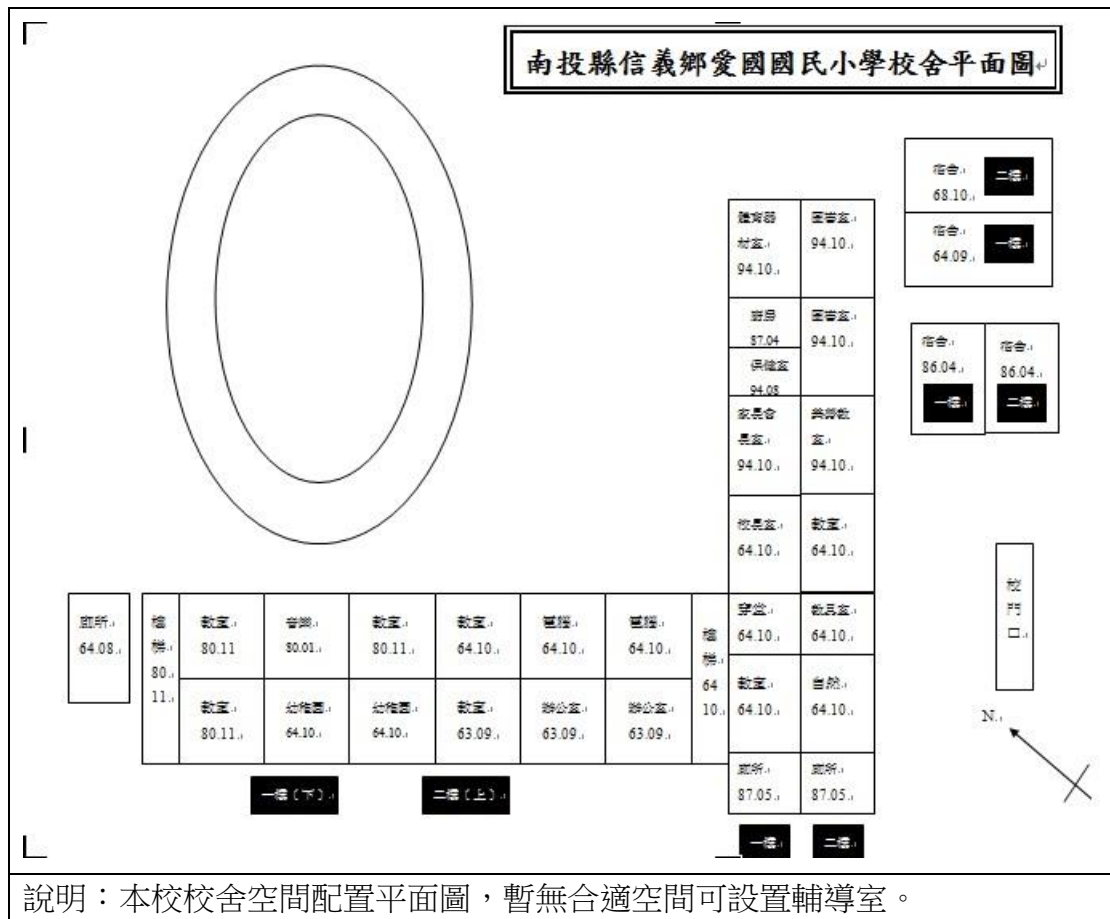 南投縣信義鄉愛國國民小學校舍平面圖
宿舍
68.10
二樓
宿舍
64.09
一樓
宿舍
86.04
一樓
宿舍
86.04
二樓
體育器
材室
94.10
圖書室
94.10
廚房
87.04
圖書室
94.10
保健室
94.08
家長會
長室
94.10
美勞教
室
94.10
校長室
64.10
教室
64.10
校
門
口
N
廁所
64.08
樓
梯
80.
11
教室
80.11
音樂
80.01
教室
80.11
教室
64.10
電腦
64.10
電腦
64.10
樓
梯
64
10
穿堂
64.10
教具室
64.10
教室
80.11
幼稚園
64.10
幼稚園
64.10
教室
63.09
辦公室
63.09
辦公室
63.09
教室
64.10
自然
64.10
廁所
87.05
廁所
87.05
一樓(下)
二樓(上)
一樓
二樓
說明：本校校舍空間配置平面圖，暫無合適空間可設置輔導室。